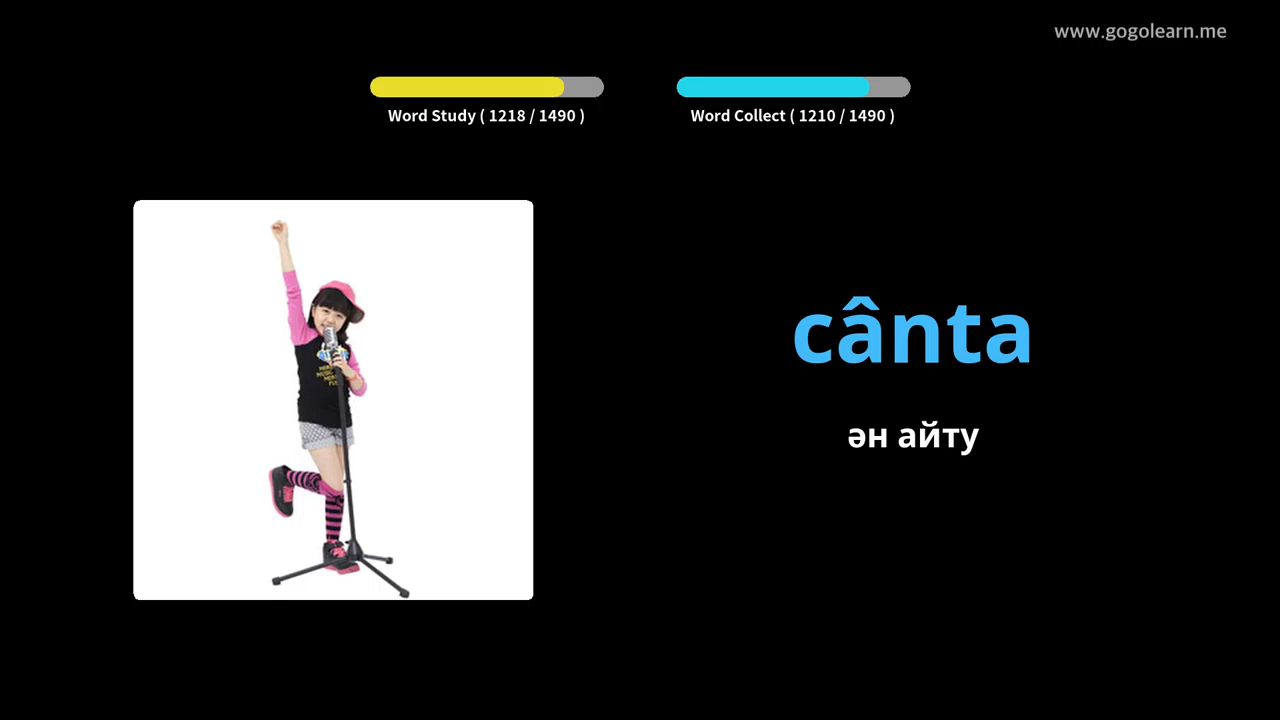 www.gogolearn.me
Word Study ( 1218 / 1490 )
Word Collect ( 1210 / 1490 )
cânta
ән айту